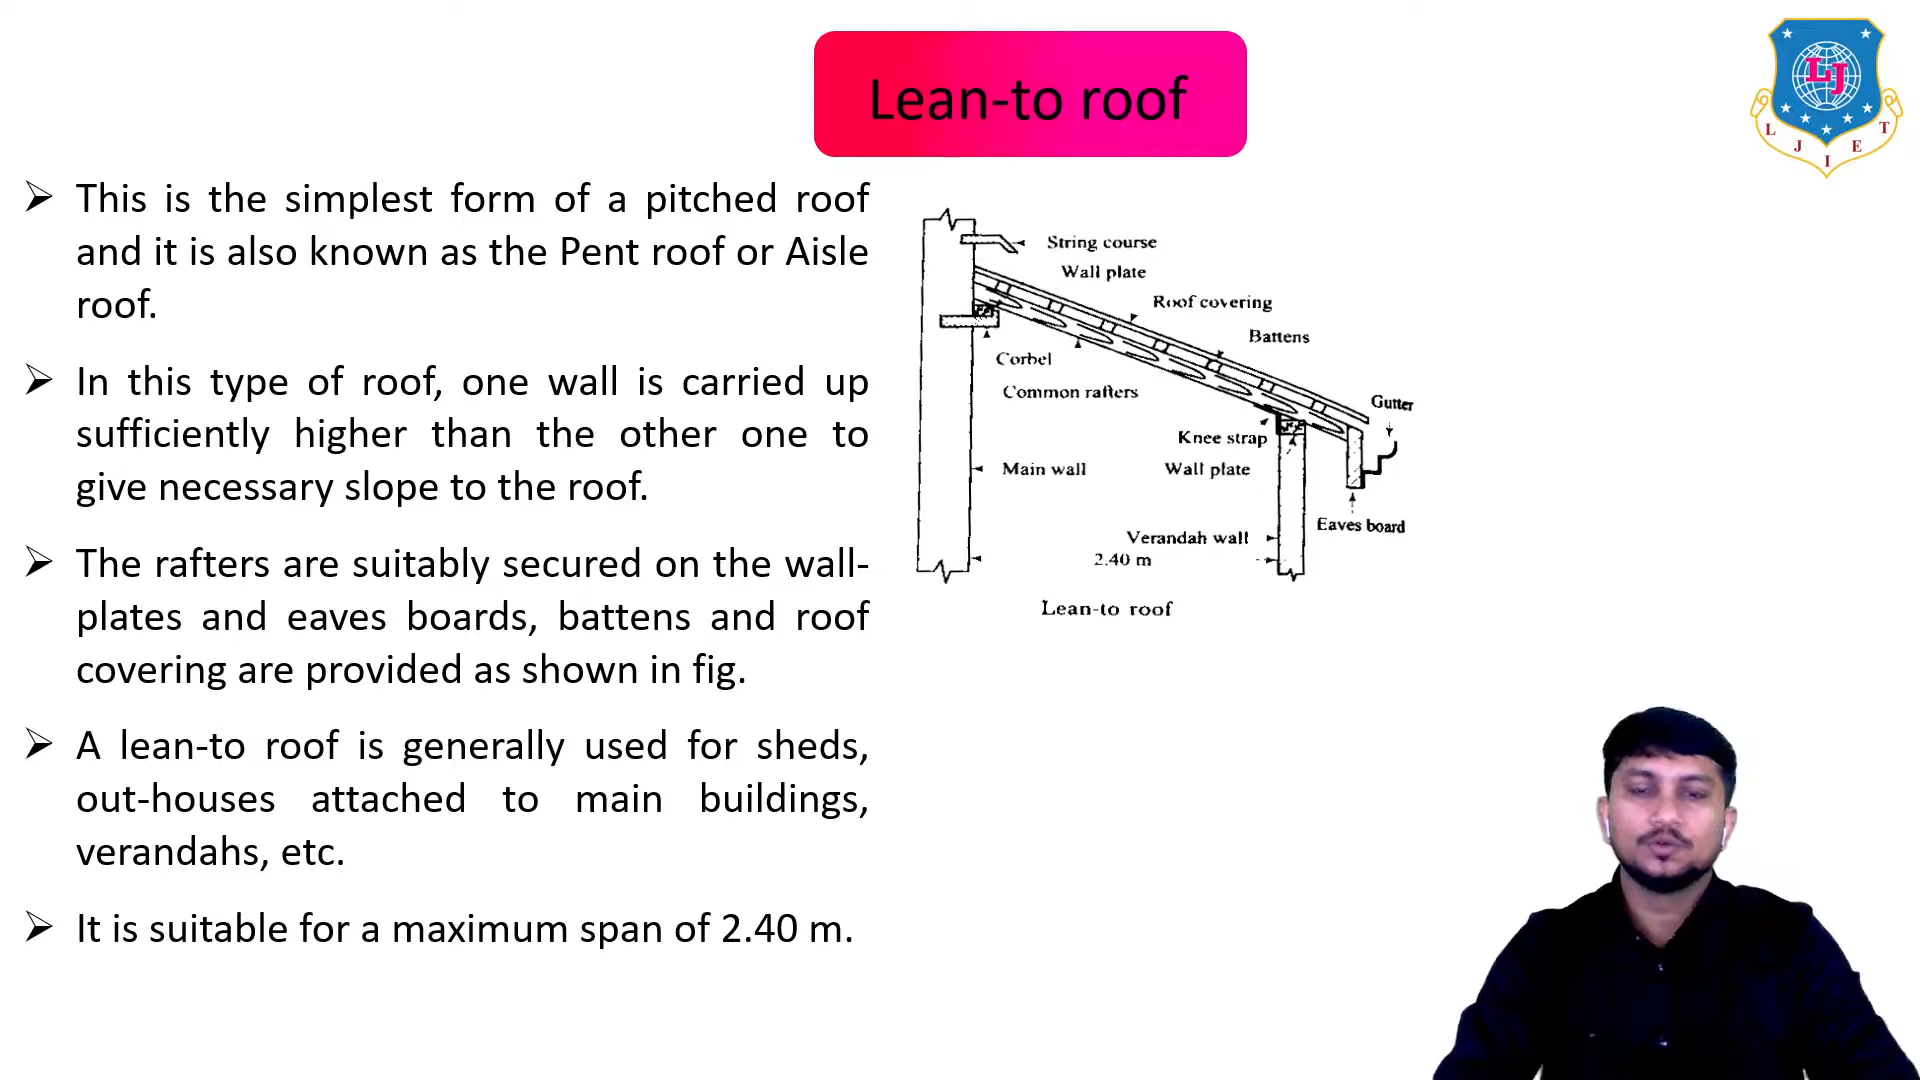 Lean-to roof
LJ
L J I E T
This is the simplest form of a pitched roof
and it is also known as the Pent roof or Aisle
roof.
In this type of roof, one wall is carried up
sufficiently higher than the other one to
give necessary slope to the roof.
The rafters are suitably secured on the wall-
plates and eaves boards, battens and roof
covering are provided as shown in fig.
A lean-to roof is generally used for sheds,
out-houses attached to main buildings,
verandahs, etc.
It is suitable for a maximum span of 2.40 m.
String course
Wall plate
Roof covering
Battens
Corbel
Common rafters
Gutter
Knee strap
Main wall
Wall plate
Eaves board
Verandah wall
2.40 m
Lean-to roof